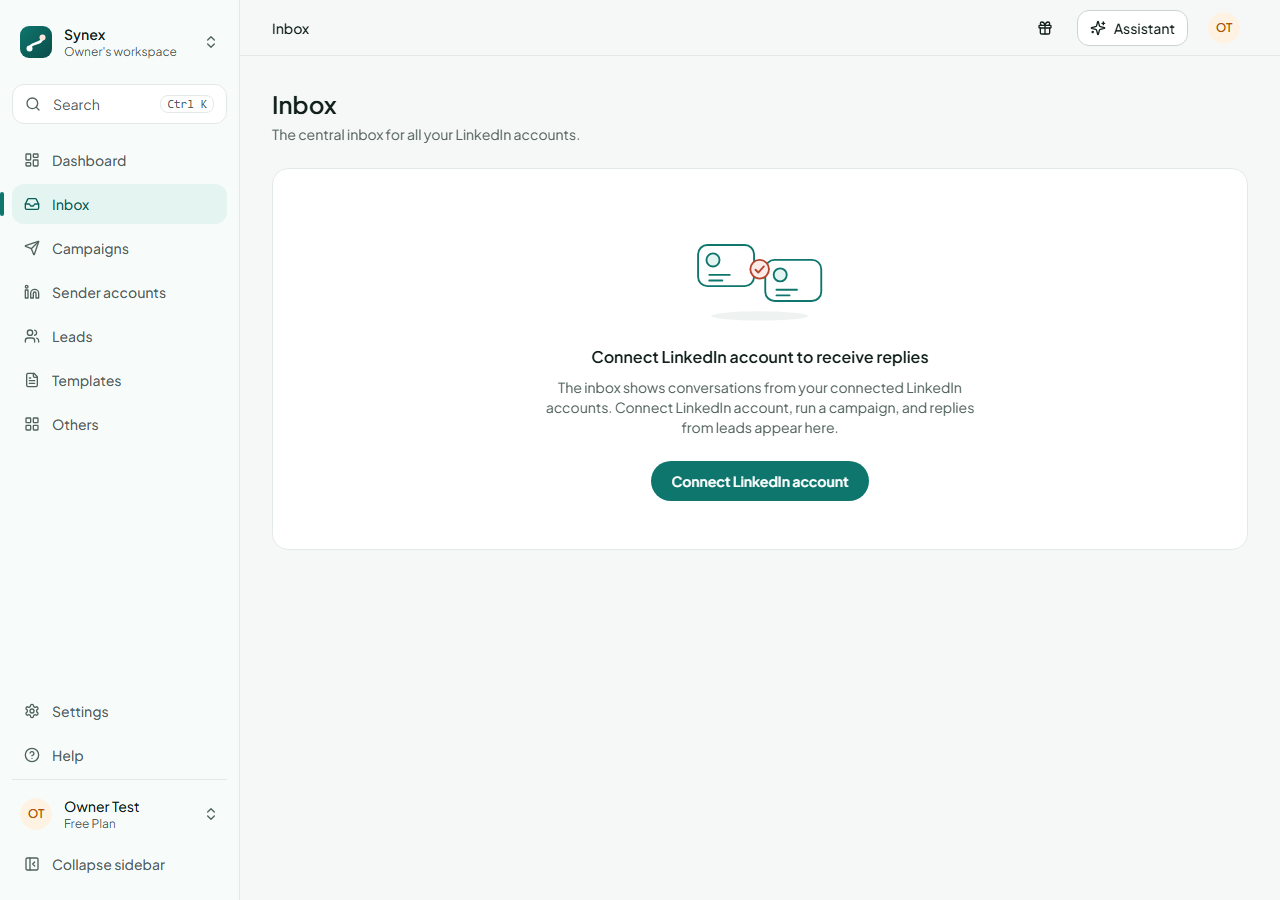 Synex
Owner's workspace
Search
Ctrl K
Dashboard
Inbox
Campaigns
Sender accounts
Leads
Templates
Others
Settings
Help
OT
Owner Test
Free Plan
Collapse sidebar
Inbox
Assistant
OT
Inbox
The central inbox for all your LinkedIn accounts.
Connect LinkedIn account to receive replies
The inbox shows conversations from your connected LinkedIn
accounts. Connect LinkedIn account, run a campaign, and replies
from leads appear here.
Connect LinkedIn account